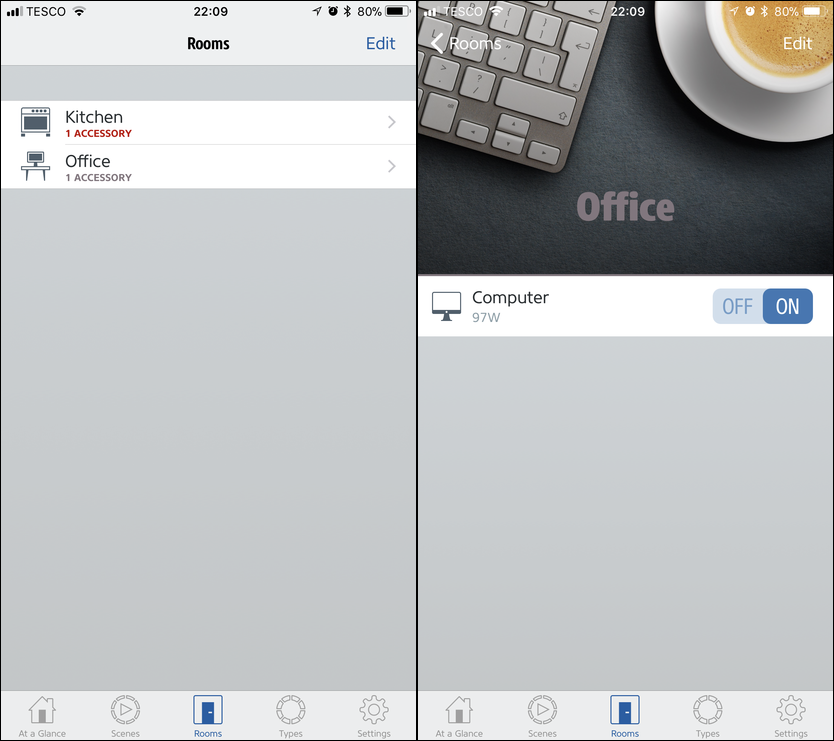 TESCO
22:09
80%
Rooms
Edit
Kitchen
1 ACCESSORY
Office
1 ACCESSORY
At a Glance
Scenes
Rooms
Types
Settings
TESCO
22:09
80%
Rooms
Edit
Office
Computer
97W
OFF
ON
At a Glance
Scenes
Rooms
Types
Settings